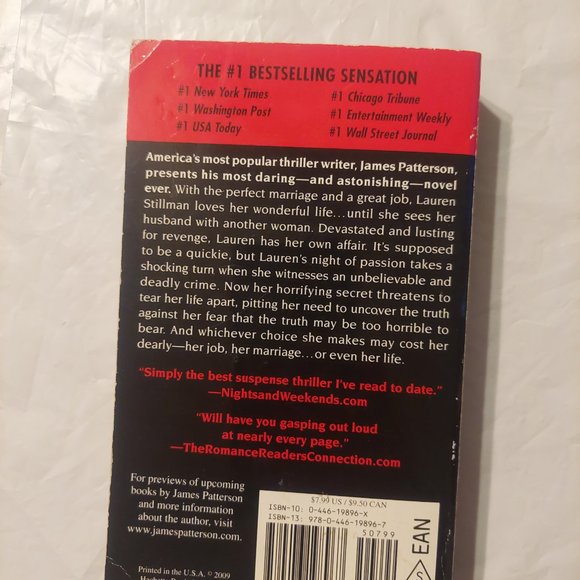 THE #1 BESTSELLING SENSATION
#1 New York Times
#1 Washington Post
#1 USA Today
#1 Chicago Tribune
#1 Entertainment Weekly
#1 Wall Street Journal
America's most popular thriller writer, James Patterson,
presents his most daring—and astonishing—novel
ever. With the perfect marriage and a great job, Lauren
Stillman loves her wonderful life…until she sees her
husband with another woman. Devastated and lusting
for revenge, Lauren has her own affair. It's supposed
to be a quickie, but Lauren's night of passion takes a
shocking turn when she witnesses an unbelievable and
deadly crime. Now her horrifying secret threatens to
tear her life apart, pitting her need to uncover the truth
against her fear that the truth may be too horrible to
bear. And whichever choice she makes may cost her
dearly—her job, her marriage…or even her life.
"Simply the best suspense thriller I've read to date."
—NightsandWeekends.com
"Will have you gasping out loud
at nearly every page."
—TheRomanceReadersConnection.com
For previews of upcoming
books by James Patterson
and more information
about the author, visit
www.jamespatterson.com.
Printed in the U.S.A. © 2009
$7.99 US / $9.50 CAN
ISBN-10: 0-446-19896-X
ISBN-13: 978-0-446-19896-7
50799
EAN